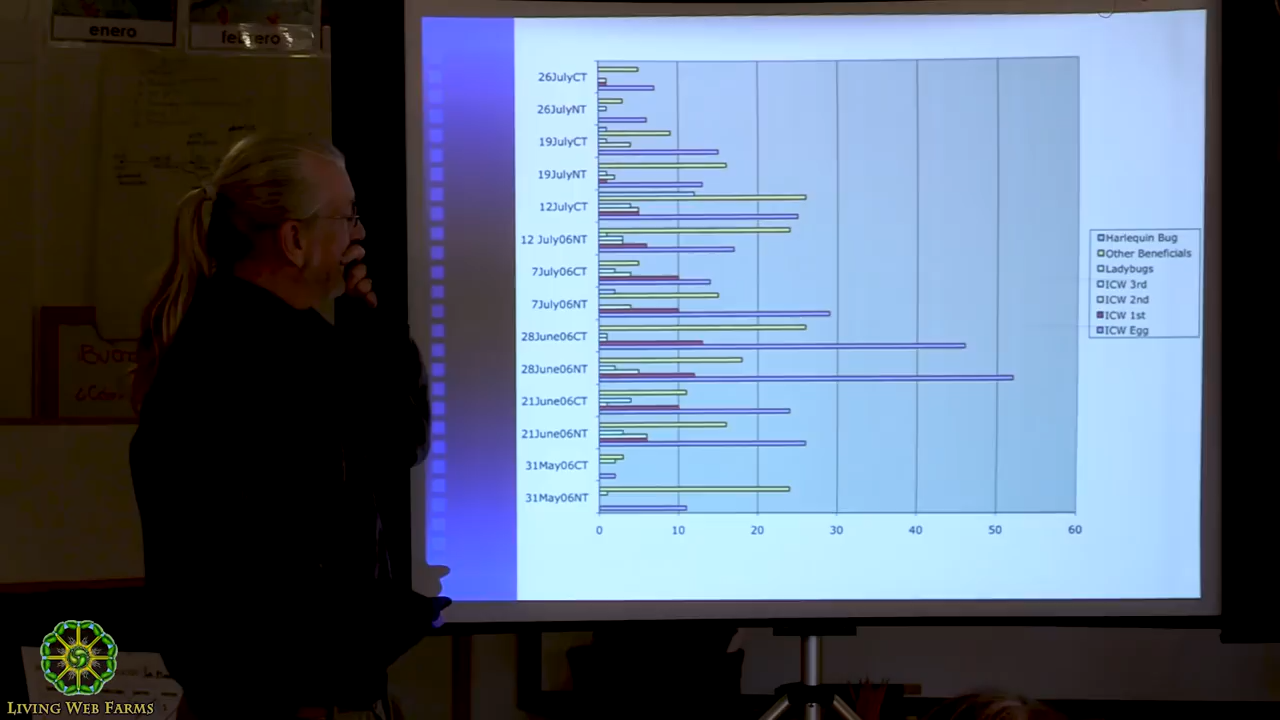 enero
febrero
26JulyCT
26JulyNT
19JulyCT
19JulyNT
12JulyCT
12 July06NT
7July06CT
7July06NT
28June06CT
28June06NT
21June06CT
21June06NT
31May06CT
31May06NT
0 10 20 30 40 50 60
Harlequin Bug
Other Beneficials
Ladybugs
ICW 3rd
ICW 2nd
ICW 1st
ICW Egg
LIVING WEB FARMS